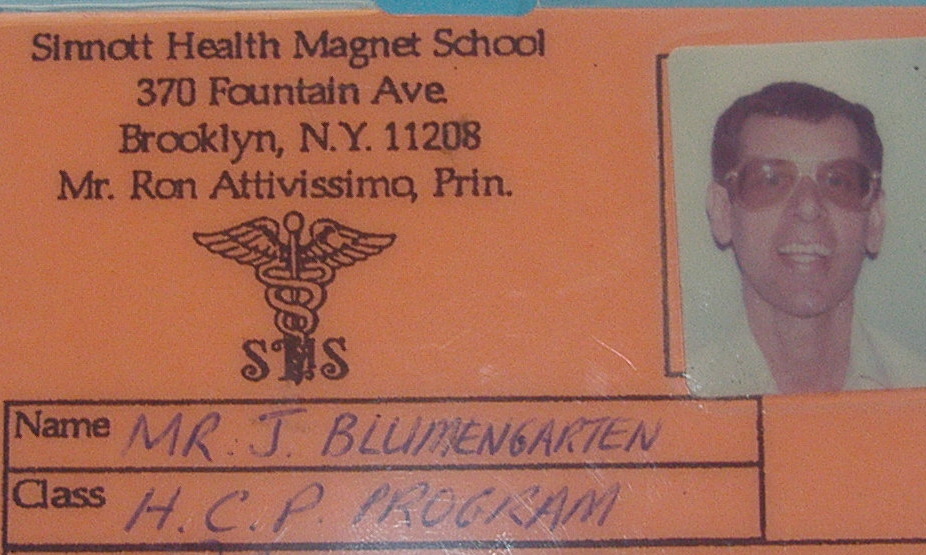 Sinnott Health Magnet School
370 Fountain Ave.
Brooklyn, N.Y. 11208
Mr. Ron Attivissimo, Prin.
SHS
Name MR. J. BLUMENGARTEN
Class H.C.P. PROGRAM